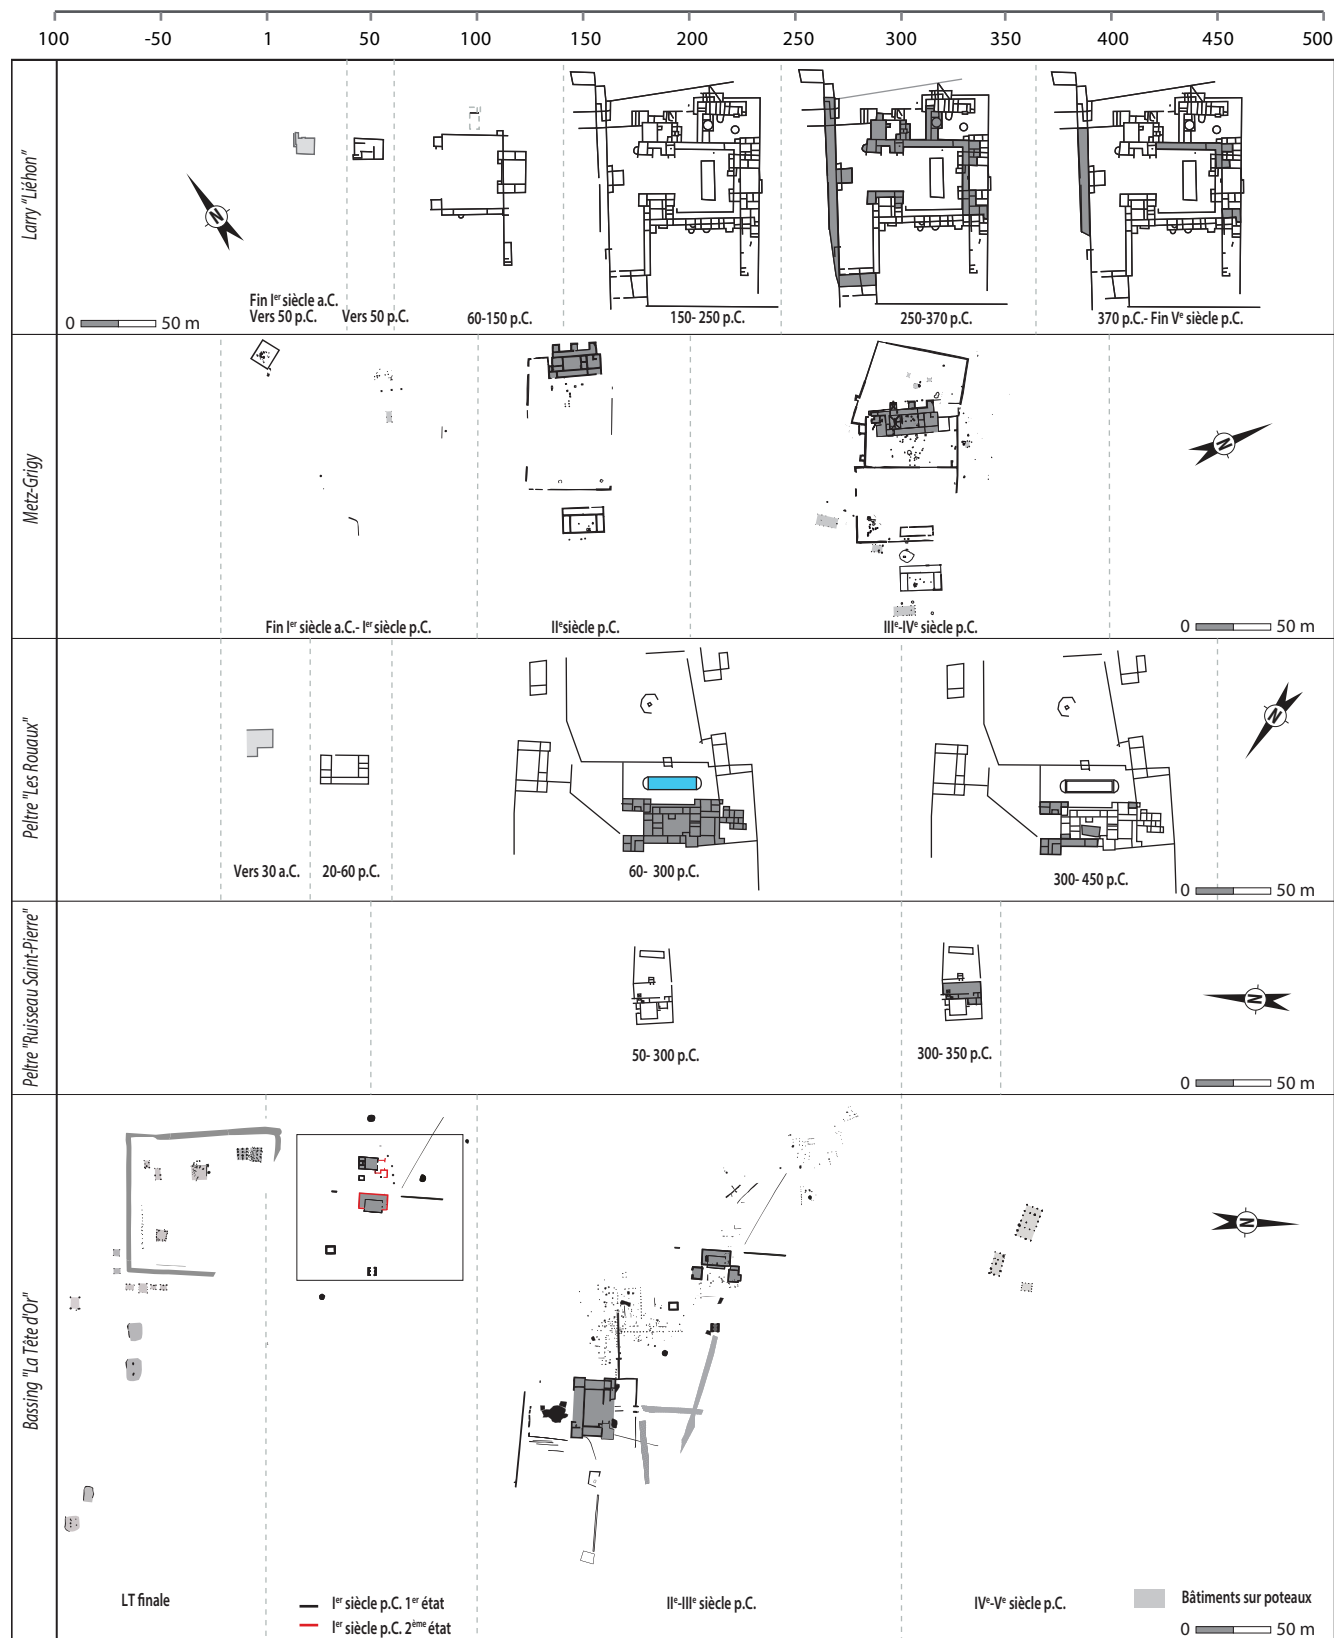 100 -50 1 50 100 150 200 250 300 350 400 450 500
Larry "Liéhon"
N
Fin Ier siècle a.C.
Vers 50 p.C.
Vers 50 p.C.
60-150 p.C.
150- 250 p.C.
250-370 p.C.
370 p.C.- Fin Ve siècle p.C.
0 50 m
Metz-Grigy
N
Fin Ier siècle a.C.- Ier siècle p.C.
IIe siècle p.C.
IIIe-IVe siècle p.C.
0 50 m
Peltre "Les Rouaux"
N
Vers 30 a.C.
20-60 p.C.
60- 300 p.C.
300- 450 p.C.
0 50 m
Peltre "Ruisseau Saint-Pierre"
N
50- 300 p.C.
300- 350 p.C.
0 50 m
Bassing "La Tête d'Or"
N
LT finale
Ier siècle p.C. 1er état
Ier siècle p.C. 2ème état
IIe-IIIe siècle p.C.
IVe-Ve siècle p.C.
Bâtiments sur poteaux
0 50 m